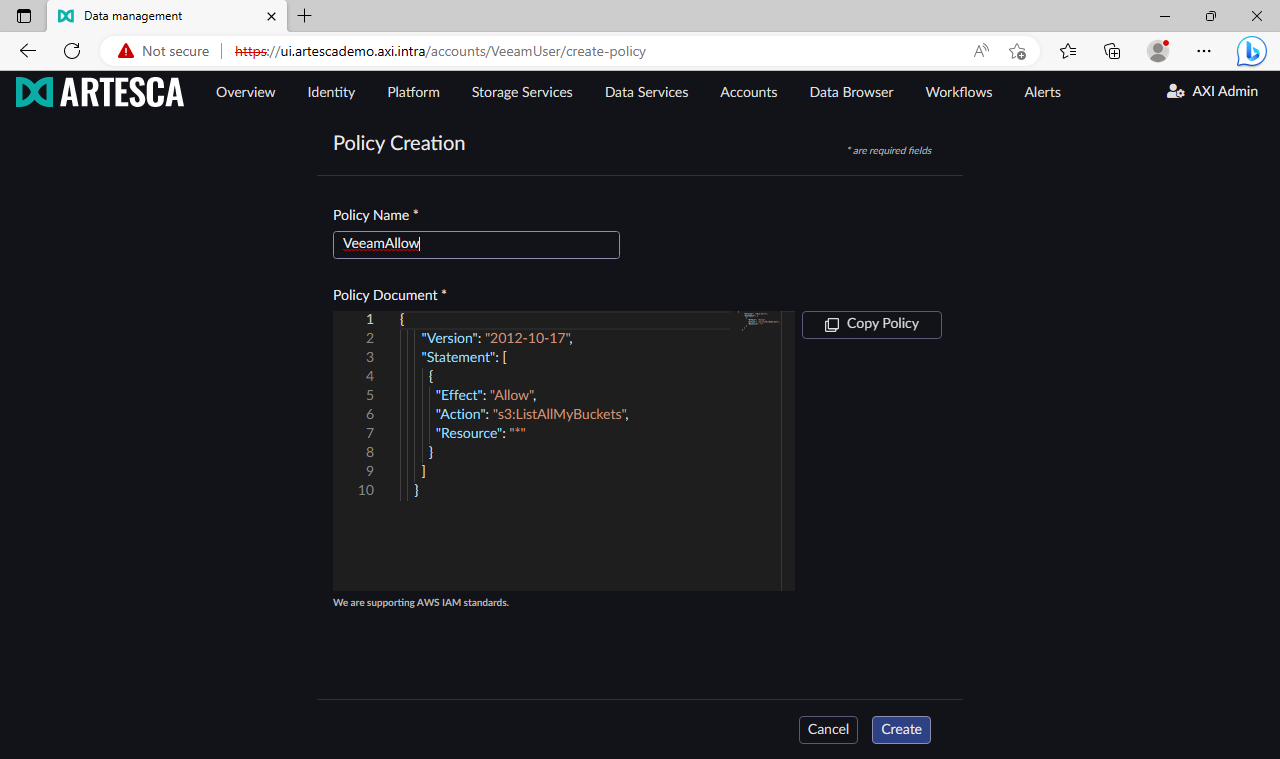 Data management
Not secure https://ui.artescademo.axi.intra/accounts/VeeamUser/create-policy
ARTESCA Overview Identity Platform Storage Services Data Services Accounts Data Browser Workflows Alerts AXI Admin
Policy Creation
* are required fields
Policy Name *
VeeamAllow
Policy Document *
1 {
2 "Version": "2012-10-17",
3 "Statement": [
4 {
5 "Effect": "Allow",
6 "Action": "s3:ListAllMyBuckets",
7 "Resource": "*"
8 }
9 ]
10 }
Copy Policy
We are supporting AWS IAM standards.
Cancel Create